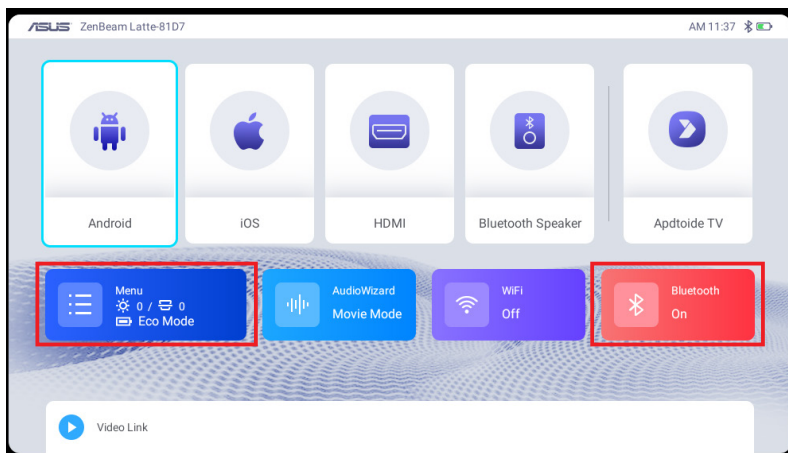 ASUS ZenBeam Latte-81D7 AM 11:37
Android iOS HDMI Bluetooth Speaker Apdtoide TV
Menu
0 / 0
Eco Mode
AudioWizard
Movie Mode
WiFi
Off
Bluetooth
On
Video Link